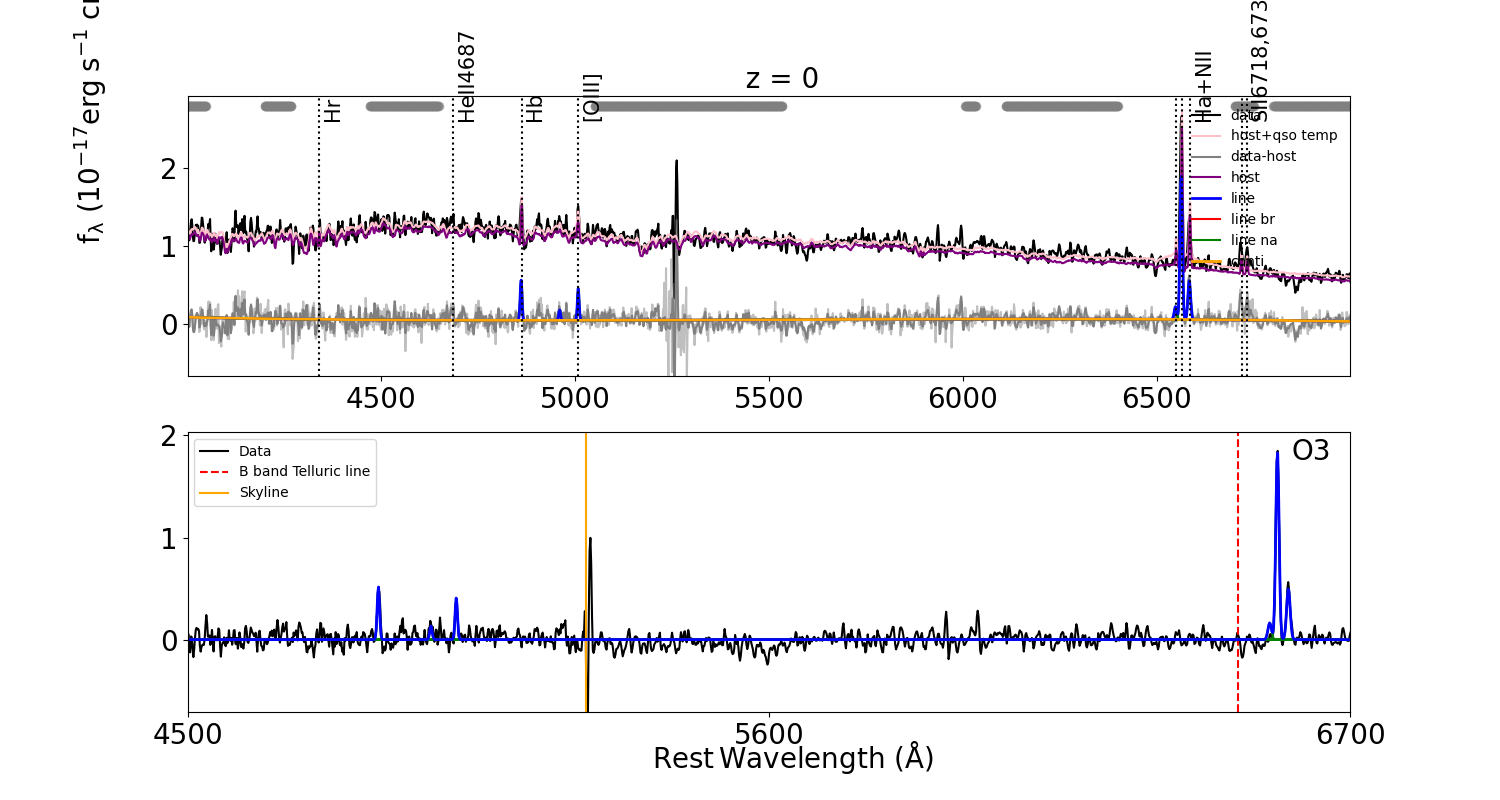 z = 0
f_λ (10^−17 erg s^−1
Hr
HeII4687
Hb
[OIII]
Ha+NII
SII6718,673
data
host+qso temp
data-host
host
line
line br
line na
conti
2
1
0
4500 5000 5500 6000 6500
Data
B band Telluric line
Skyline
O3
2
1
0
4500 5600 6700
Rest Wavelength (Å)